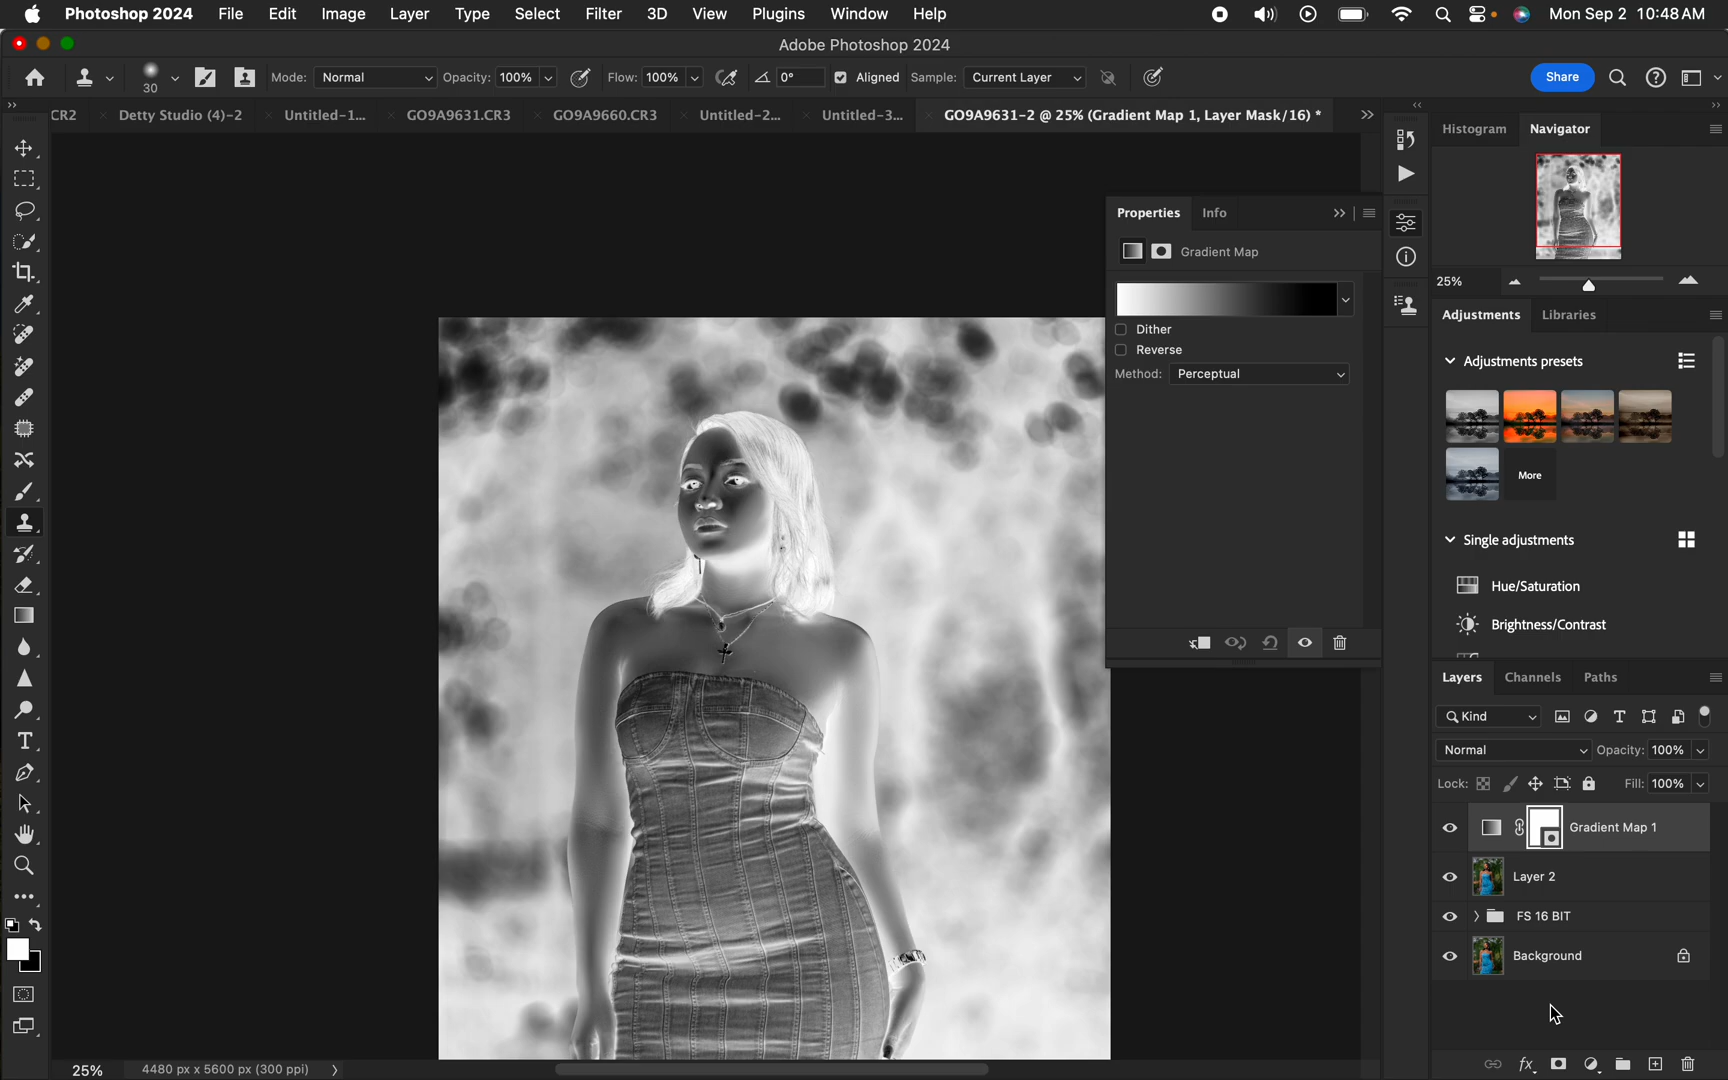 Photoshop 2024 File Edit Image Layer Type Select Filter 3D View Plugins Window Help Mon Sep 2 10:48 AM
Adobe Photoshop 2024
30 Mode: Normal Opacity: 100% Flow: 100% 0° Aligned Sample: Current Layer Share
CR2 Detty Studio (4)-2 Untitled-1... GO9A9631.CR3 GO9A9660.CR3 Untitled-2... Untitled-3... GO9A9631-2 @ 25% (Gradient Map 1, Layer Mask/16) *
Histogram Navigator
25%
Properties Info
Gradient Map
Dither
Reverse
Method: Perceptual
Adjustments Libraries
Adjustments presets
More
Single adjustments
Hue/Saturation
Brightness/Contrast
Layers Channels Paths
Kind
Normal Opacity: 100%
Lock: Fill: 100%
Gradient Map 1
Layer 2
FS 16 BIT
Background
25% 4480 px x 5600 px (300 ppi)